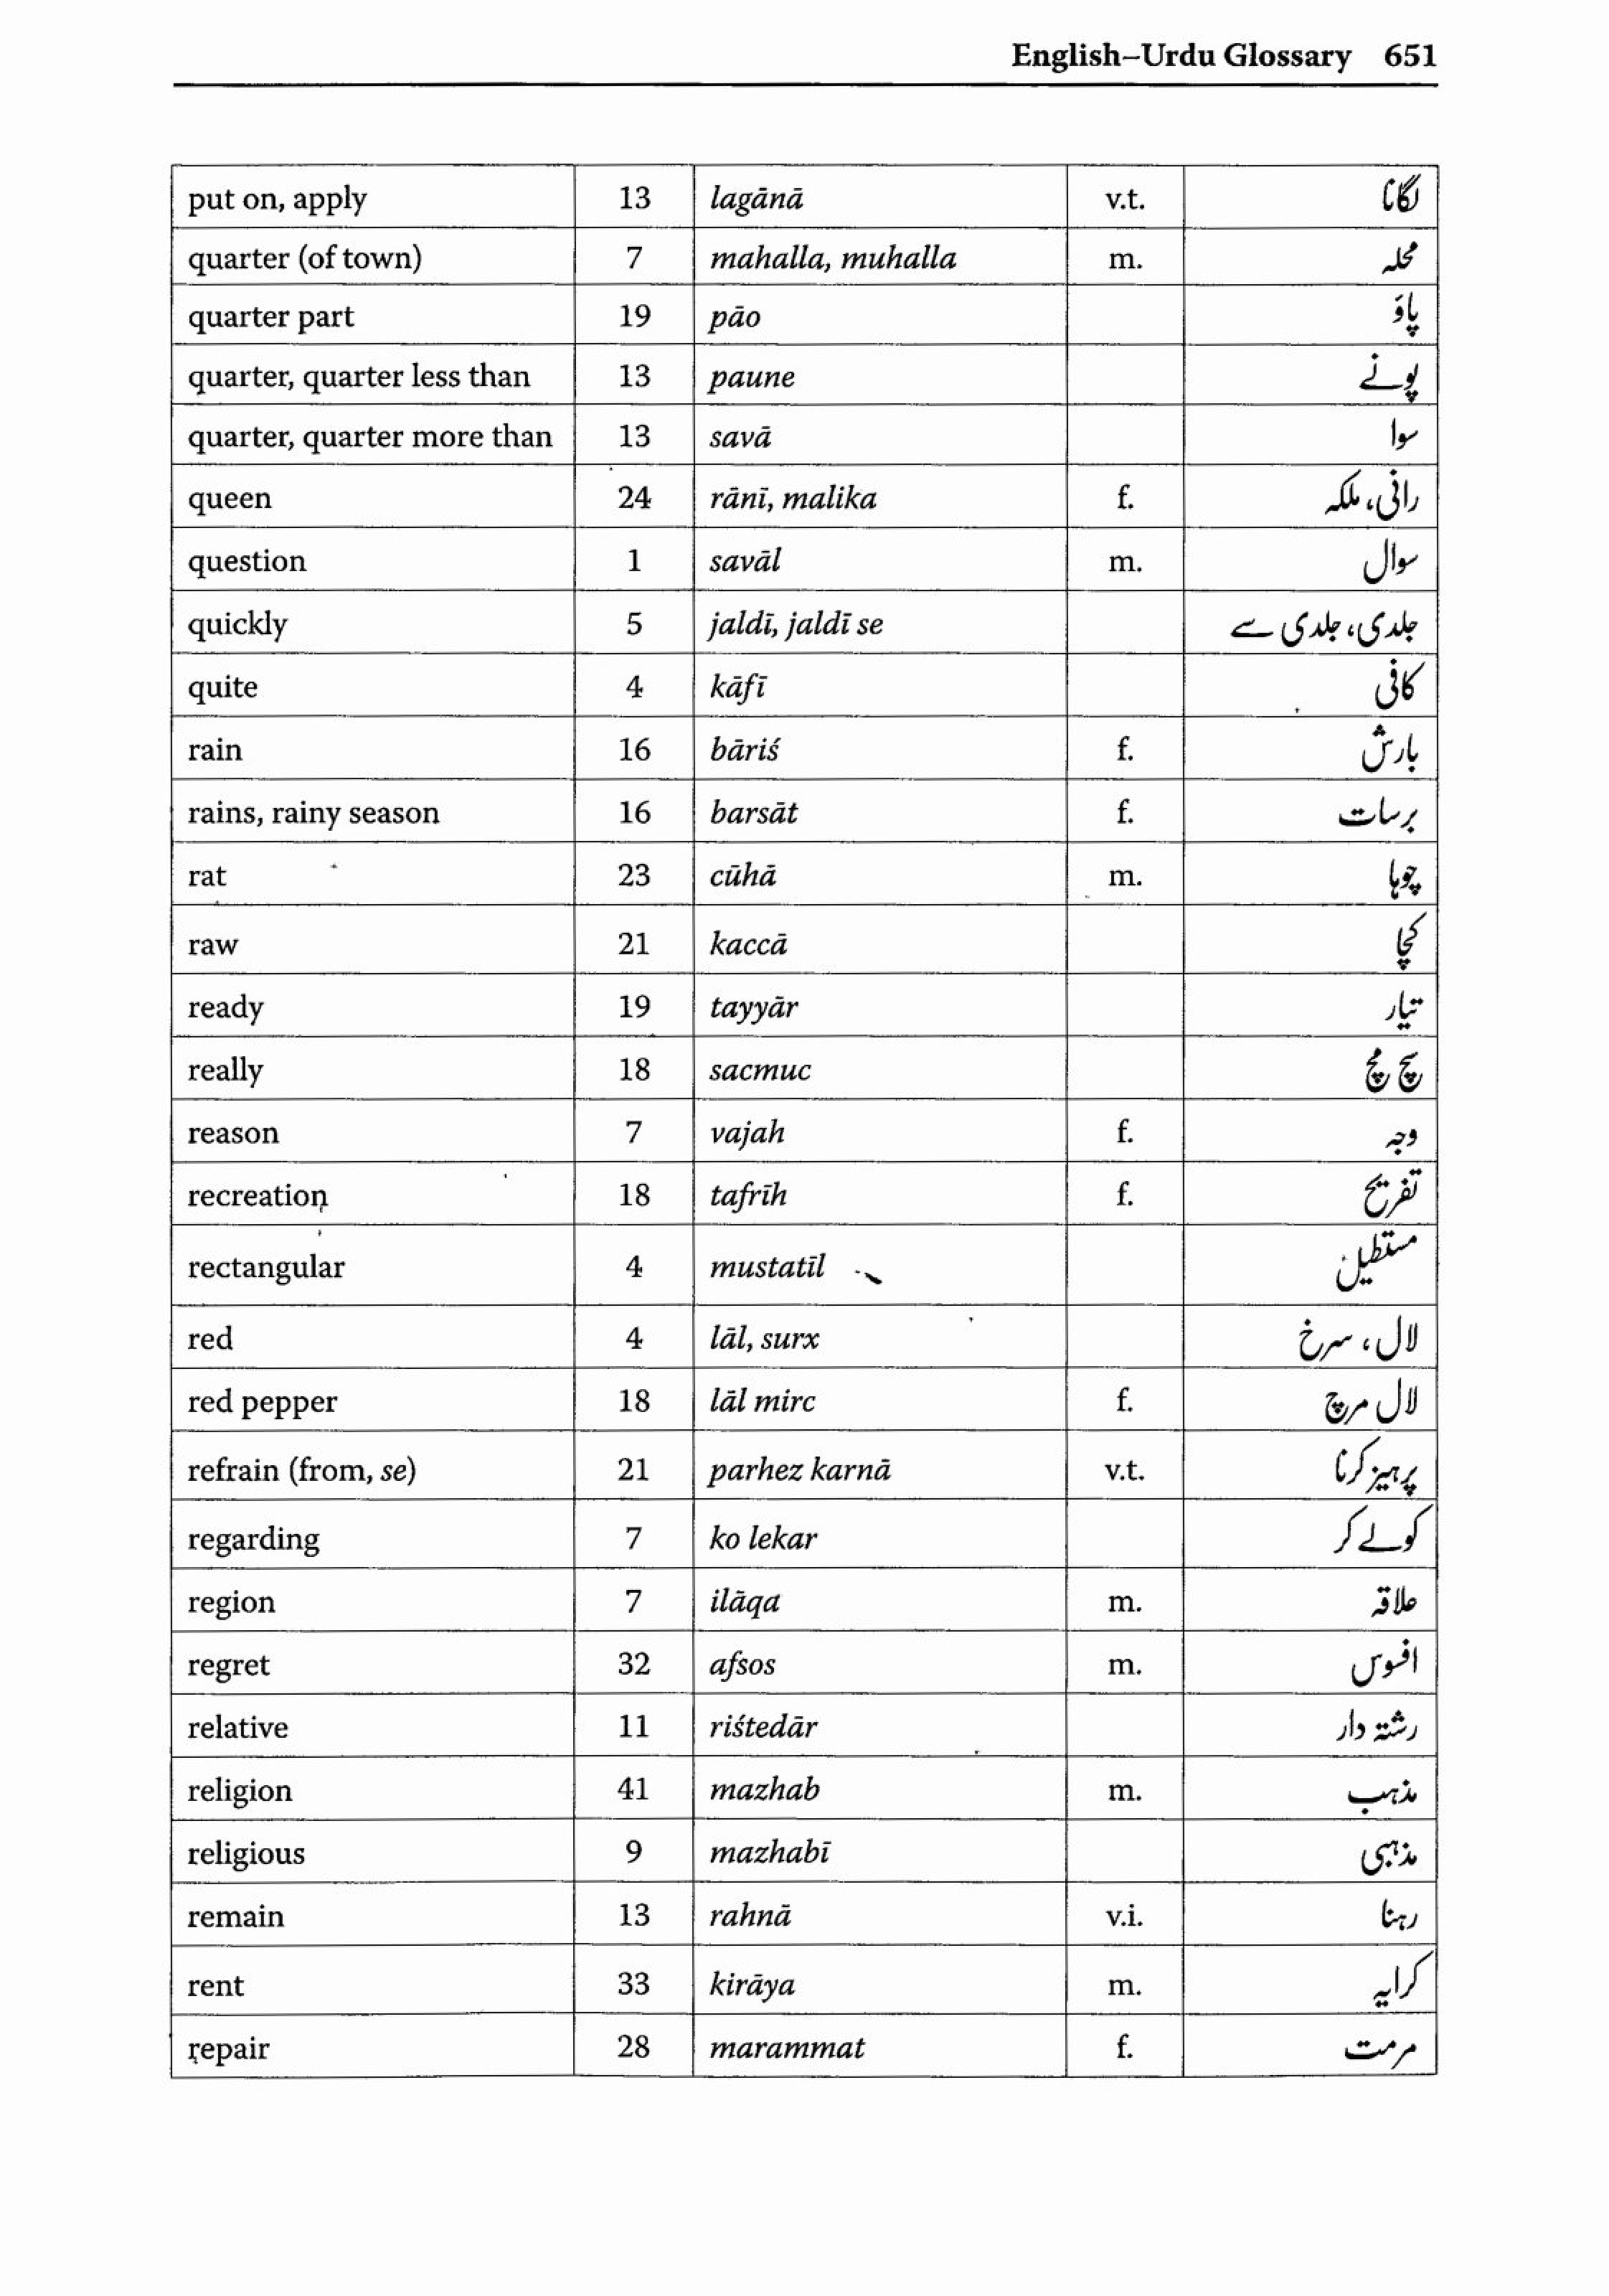 English–Urdu Glossary 651
put on, apply 13 lagānā v.t. لگانا
quarter (of town) 7 mahalla, muhalla m. محلہ
quarter part 19 pāo پاؤ
quarter, quarter less than 13 paune پونے
quarter, quarter more than 13 savā سوا
queen 24 rānī, malika f. رانی، ملکہ
question 1 savāl m. سوال
quickly 5 jaldī, jaldī se جلدی، جلدی سے
quite 4 kāfī کافی
rain 16 bāriś f. بارش
rains, rainy season 16 barsāt f. برسات
rat 23 cūhā m. چوہا
raw 21 kaccā کچا
ready 19 tayyār تیار
really 18 sacmuc سچ مچ
reason 7 vajah f. وجہ
recreation 18 tafrīh f. تفریح
rectangular 4 mustatīl مستطیل
red 4 lāl, surx لال، سرخ
red pepper 18 lāl mirc f. لال مرچ
refrain (from, se) 21 parhez karnā v.t. پرہیز کرنا
regarding 7 ko lekar کو لے کر
region 7 ilāqa m. علاقہ
regret 32 afsos m. افسوس
relative 11 riśtedār رشتہ دار
religion 41 mazhab m. مذہب
religious 9 mazhabī مذہبی
remain 13 rahnā v.i. رہنا
rent 33 kirāya m. کرایہ
repair 28 marammat f. مرمت